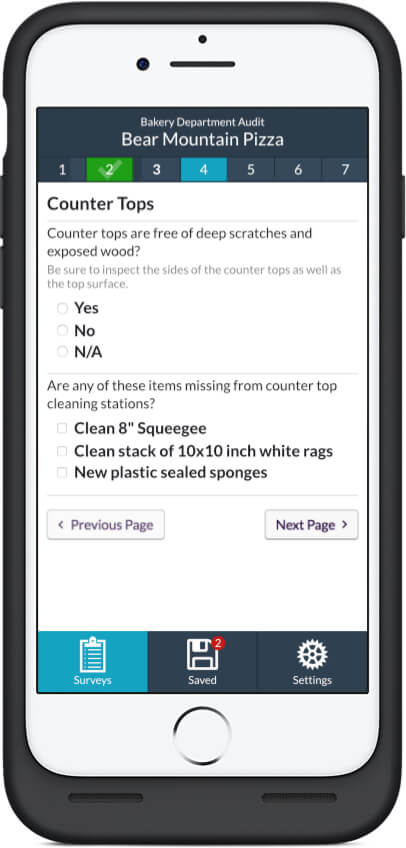 Bakery Department Audit
Bear Mountain Pizza
1 2 3 4 5 6 7
Counter Tops
Counter tops are free of deep scratches and
exposed wood?
Be sure to inspect the sides of the counter tops as well as
the top surface.
Yes
No
N/A
Are any of these items missing from counter top
cleaning stations?
Clean 8" Squeegee
Clean stack of 10x10 inch white rags
New plastic sealed sponges
< Previous Page Next Page >
2
Surveys Saved Settings